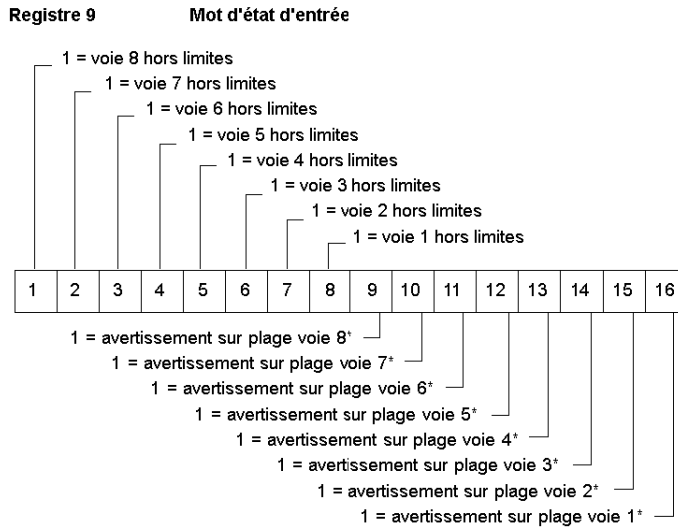 Registre 9 Mot d'état d'entrée
1 = voie 8 hors limites
1 = voie 7 hors limites
1 = voie 6 hors limites
1 = voie 5 hors limites
1 = voie 4 hors limites
1 = voie 3 hors limites
1 = voie 2 hors limites
1 = voie 1 hors limites
1 2 3 4 5 6 7 8 9 10 11 12 13 14 15 16
1 = avertissement sur plage voie 8*
1 = avertissement sur plage voie 7*
1 = avertissement sur plage voie 6*
1 = avertissement sur plage voie 5*
1 = avertissement sur plage voie 4*
1 = avertissement sur plage voie 3*
1 = avertissement sur plage voie 2*
1 = avertissement sur plage voie 1*